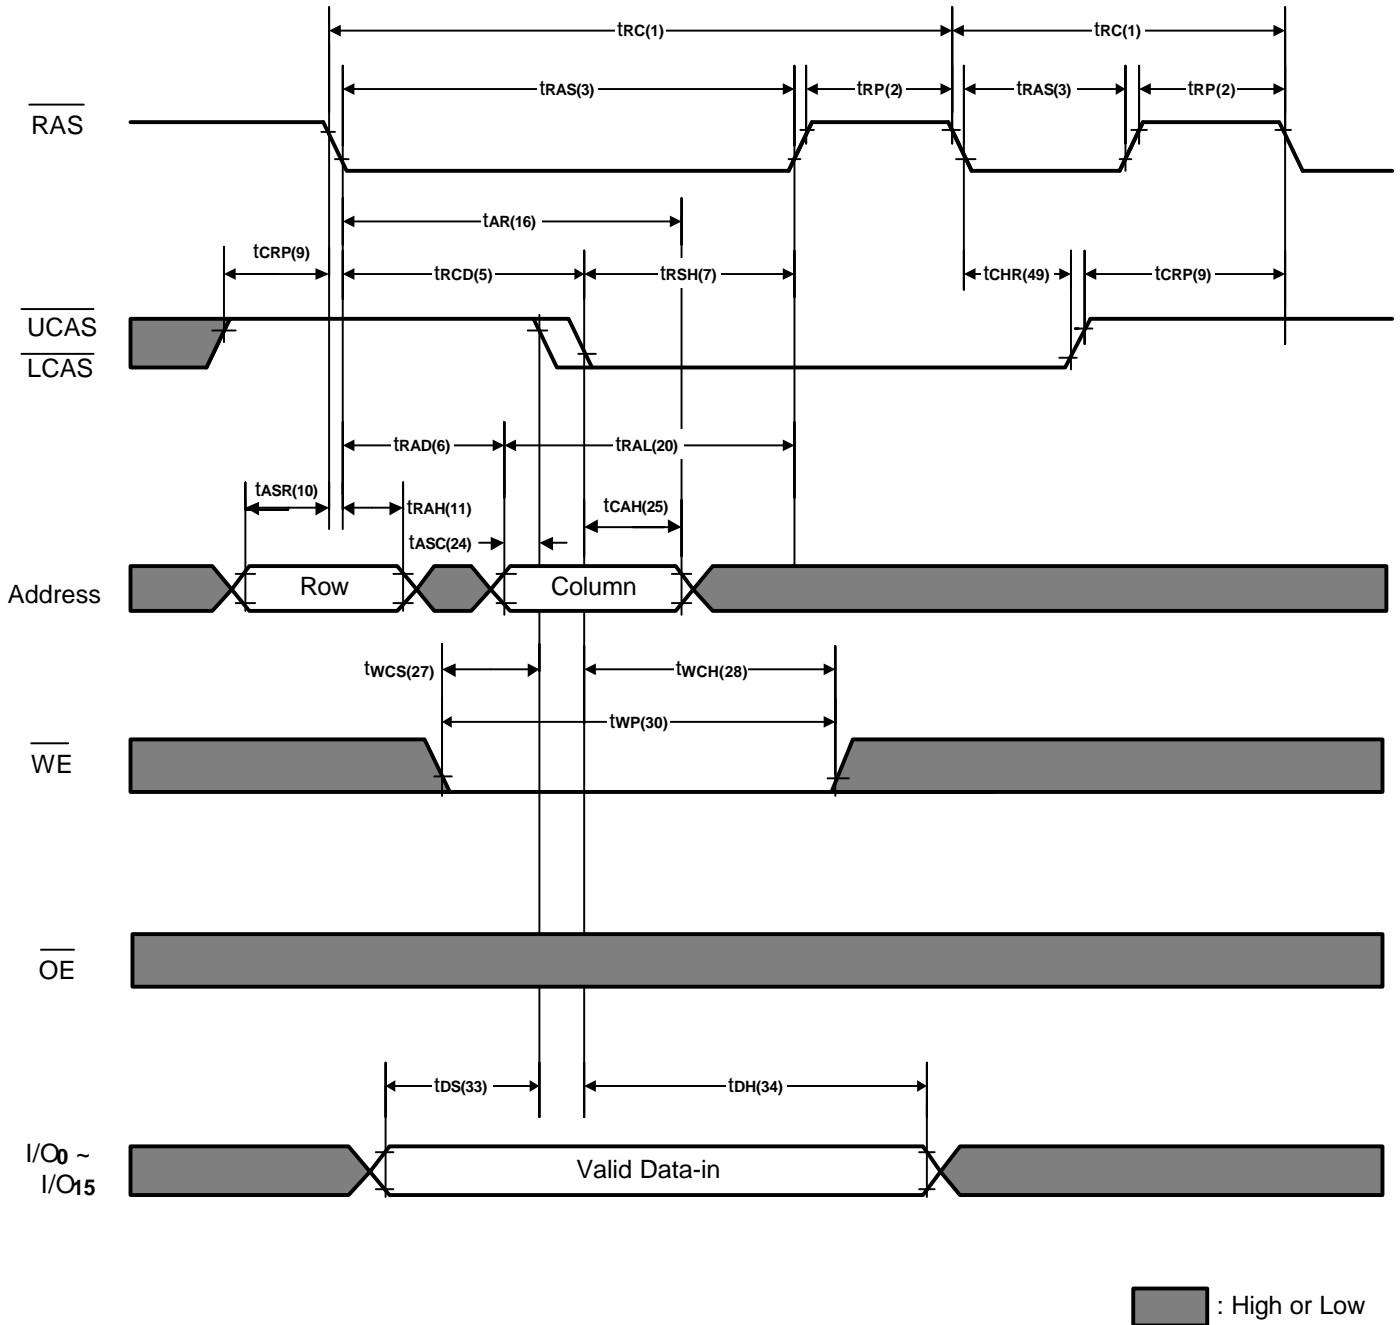 tRC(1) tRC(1)
tRAS(3) tRP(2) tRAS(3) tRP(2)
RAS
tAR(16)
tCRP(9) tRCD(5) tRSH(7) tCHR(49) tCRP(9)
UCAS
LCAS
tRAD(6) tRAL(20)
tASR(10) tRAH(11) tCAH(25)
tASC(24)
Address Row Column
tWCS(27) tWCH(28)
tWP(30)
WE
OE
tDS(33) tDH(34)
I/O0 ~
I/O15
Valid Data-in
: High or Low